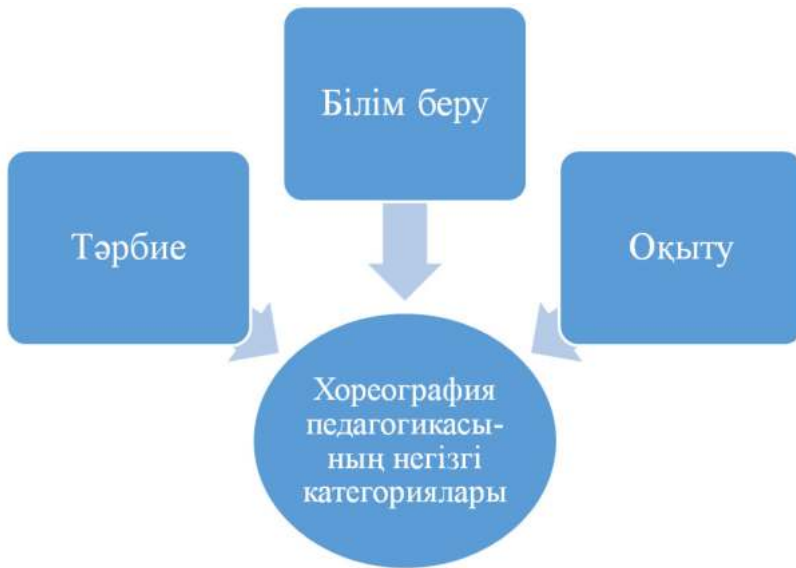 Білім беру
Тәрбие
Оқыту
Хореография
педагогикасы-
ның негізгі
категориялары